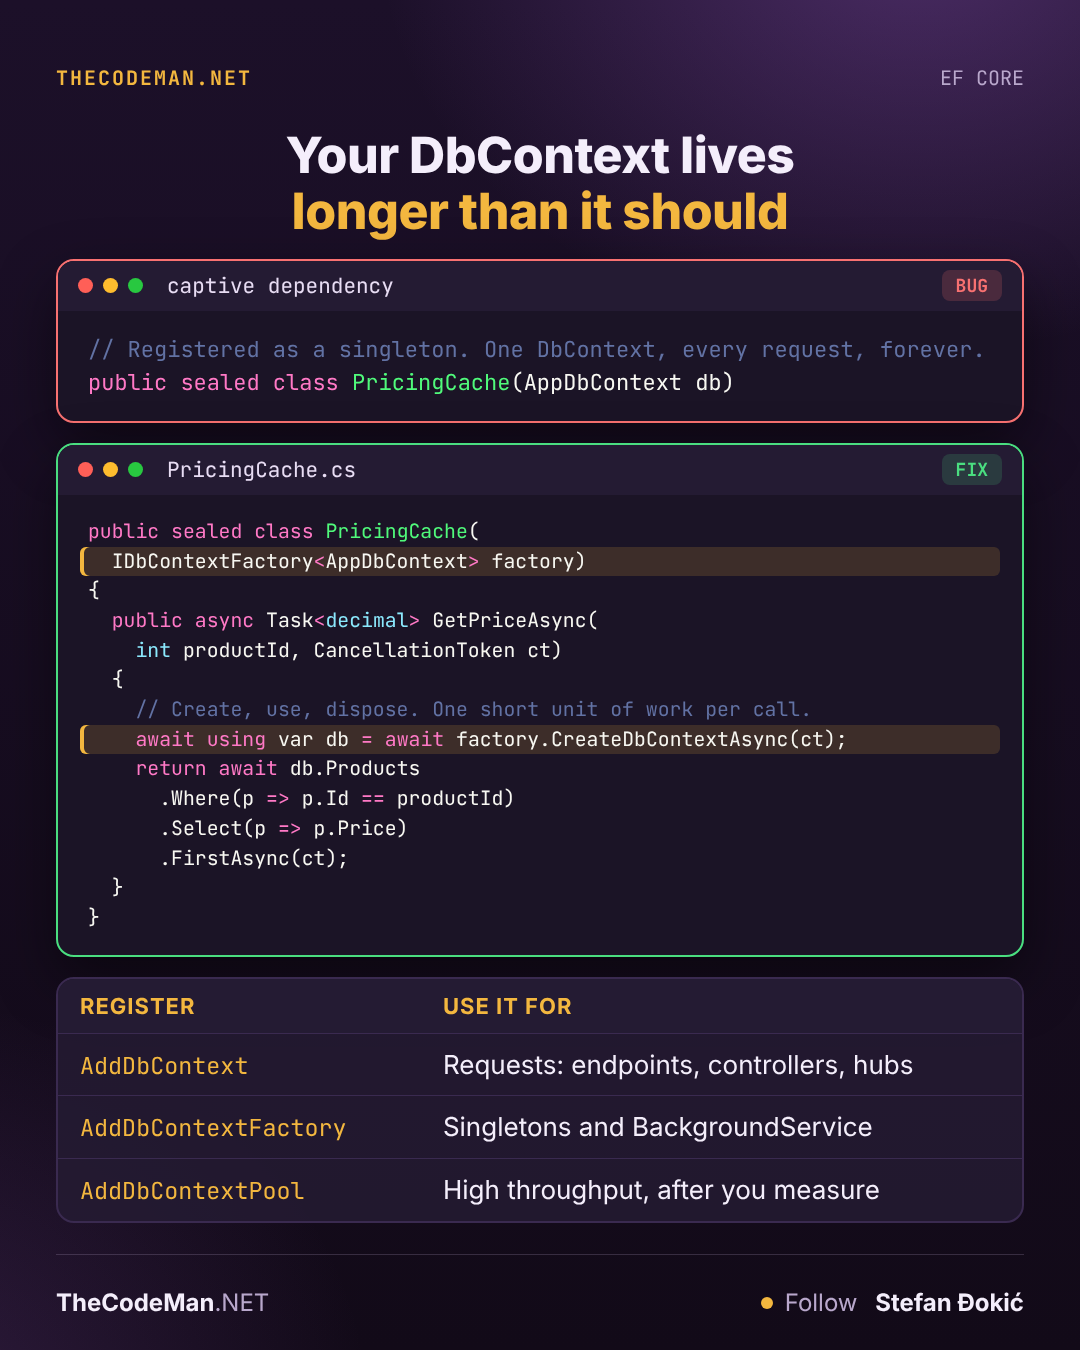 THECODEMAN.NET
EF CORE
Your DbContext lives
longer than it should
captive dependency
BUG
// Registered as a singleton. One DbContext, every request, forever.
public sealed class PricingCache(AppDbContext db)
PricingCache.cs
FIX
public sealed class PricingCache(
  IDbContextFactory<AppDbContext> factory)
{
  public async Task<decimal> GetPriceAsync(
    int productId, CancellationToken ct)
  {
    // Create, use, dispose. One short unit of work per call.
    await using var db = await factory.CreateDbContextAsync(ct);
    return await db.Products
      .Where(p => p.Id == productId)
      .Select(p => p.Price)
      .FirstAsync(ct);
  }
}
REGISTER USE IT FOR
AddDbContext Requests: endpoints, controllers, hubs
AddDbContextFactory Singletons and BackgroundService
AddDbContextPool High throughput, after you measure
TheCodeMan.NET
Follow Stefan Đokić